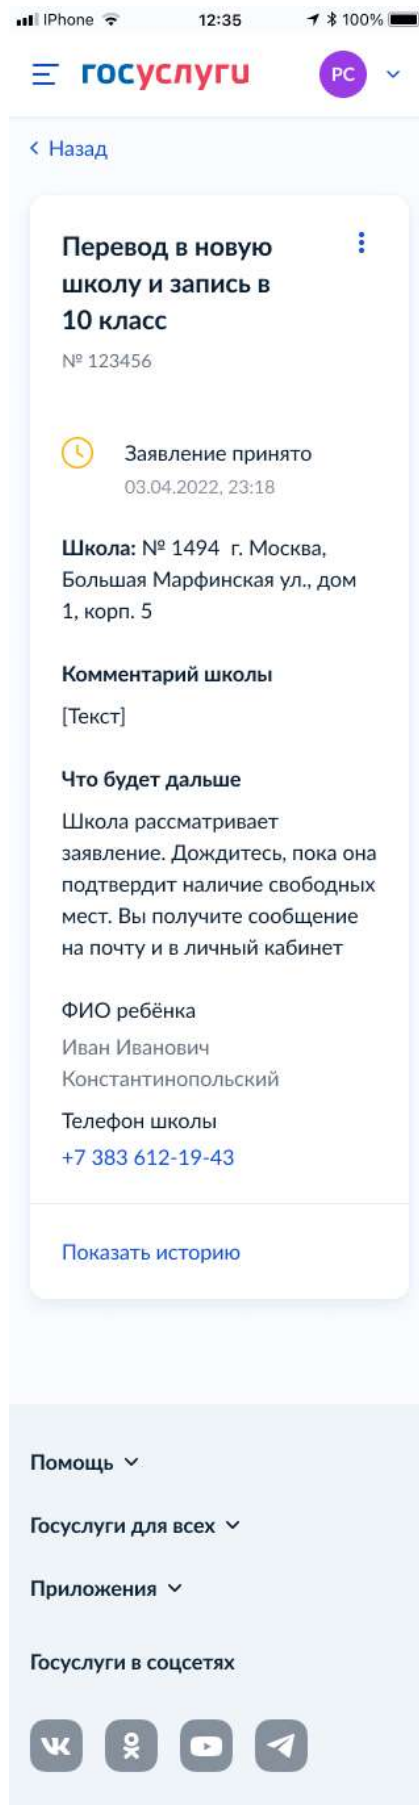 IPhone 12:35 100%
госуслуги РС
Назад
Перевод в новую
школу и запись в
10 класс
№ 123456
Заявление принято
03.04.2022, 23:18
Школа: № 1494 г. Москва,
Большая Марфинская ул., дом
1, корп. 5
Комментарий школы
[Текст]
Что будет дальше
Школа рассматривает
заявление. Дождитесь, пока она
подтвердит наличие свободных
мест. Вы получите сообщение
на почту и в личный кабинет
ФИО ребёнка
Иван Иванович
Константинопольский
Телефон школы
+7 383 612-19-43
Показать историю
Помощь
Госуслуги для всех
Приложения
Госуслуги в соцсетях